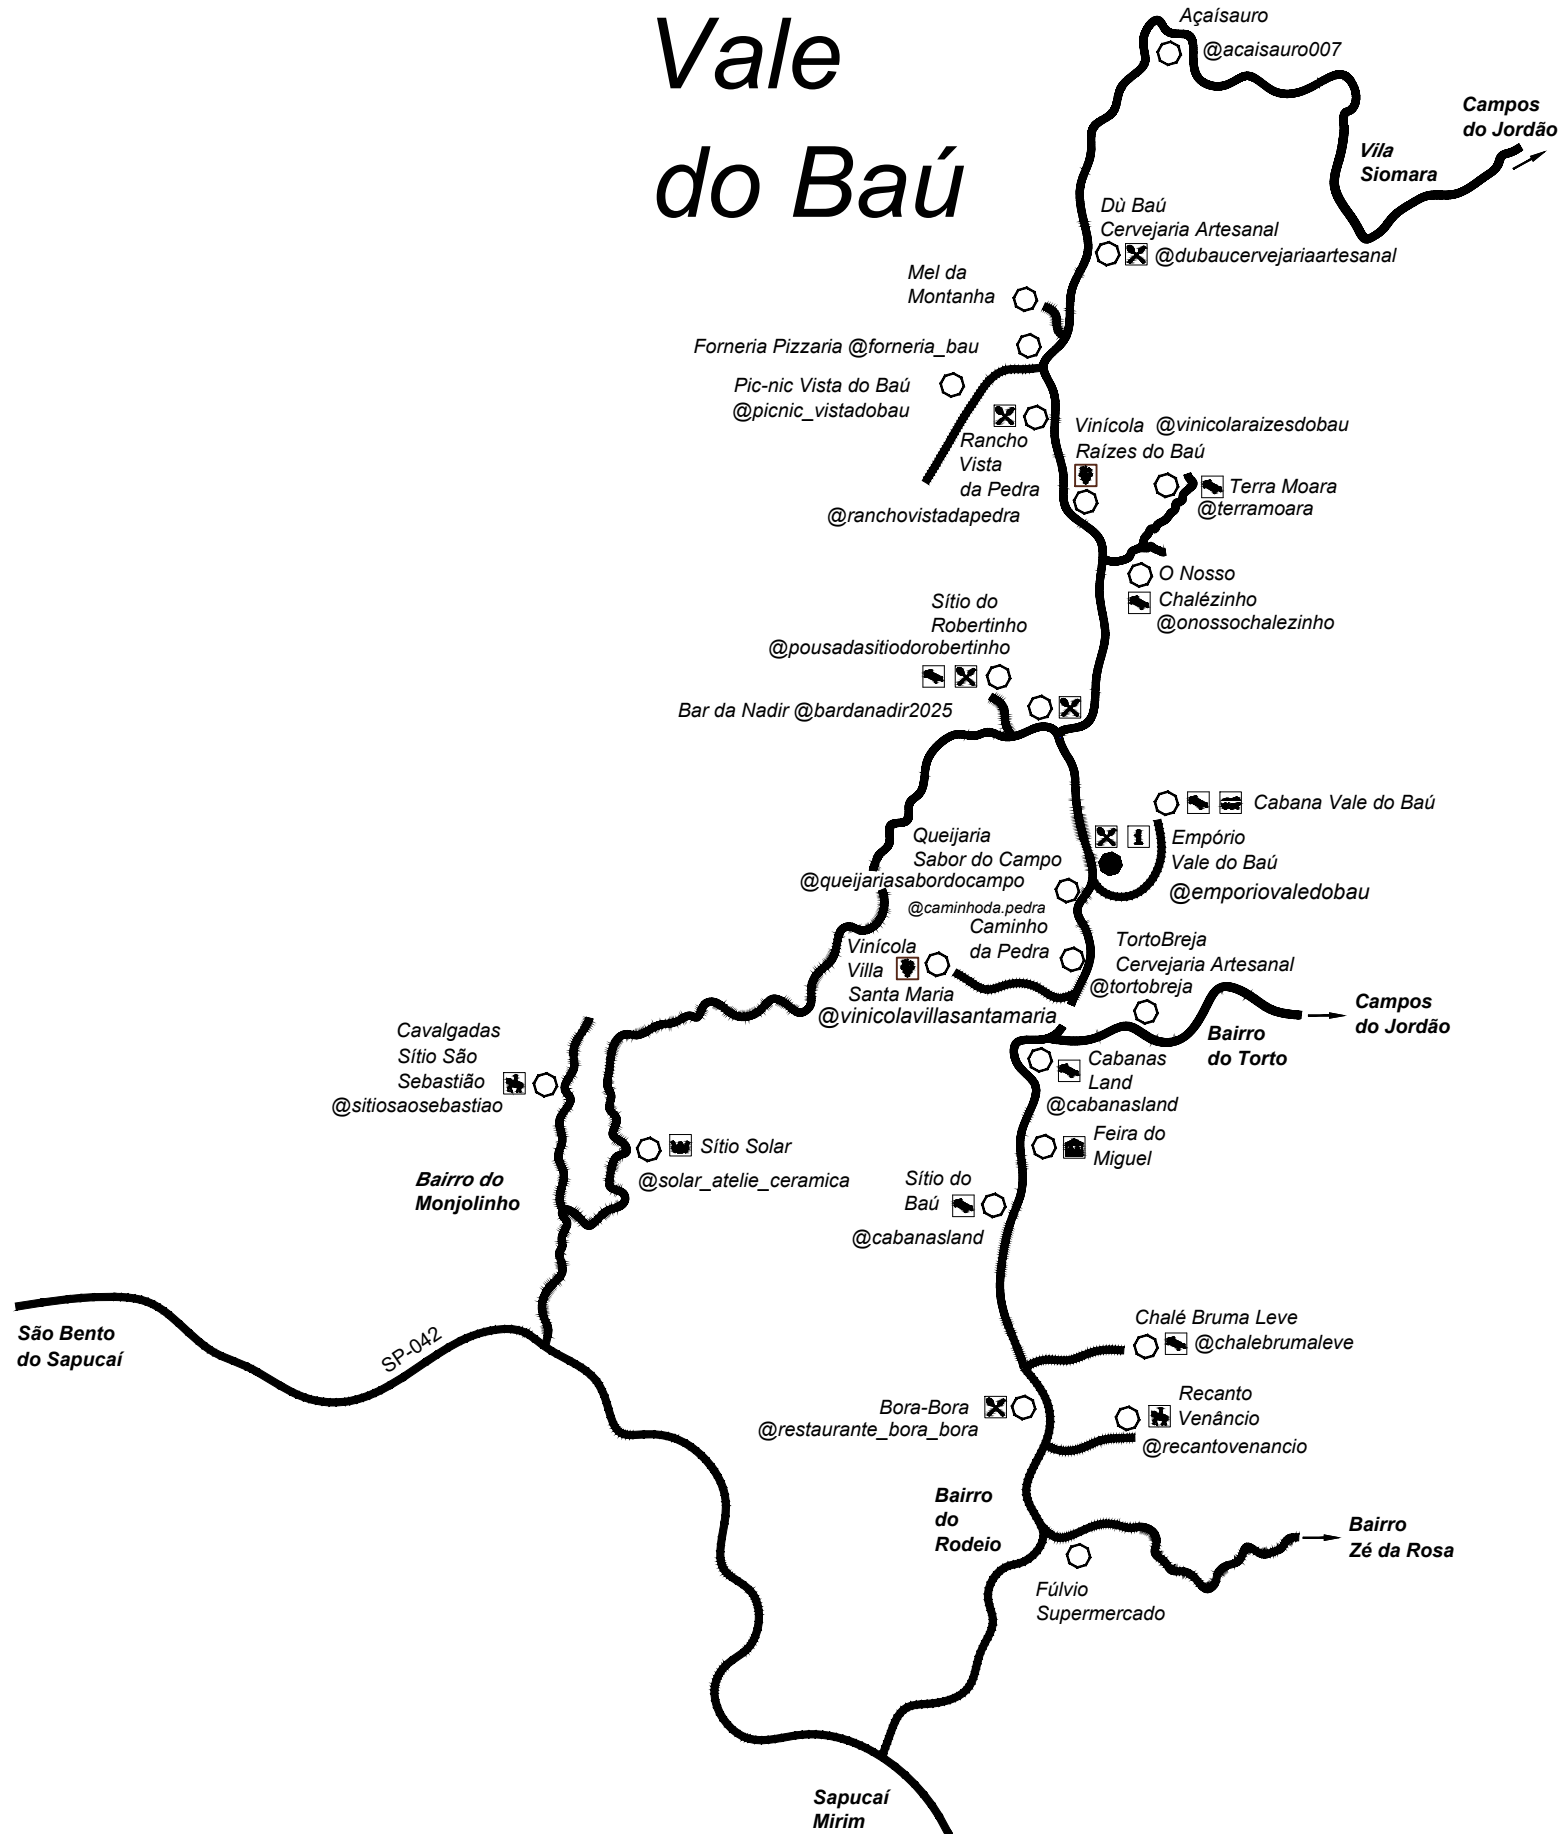 Vale
do Baú
Açaísauro
@acaisauro007
Campos
do Jordão
Vila
Siomara
Dù Baú
Cervejaria Artesanal
@dubaucervejariaartesanal
Mel da
Montanha
Forneria Pizzaria @forneria_bau
Pic-nic Vista do Baú
@picnic_vistadobau
Rancho
Vista
da Pedra
@ranchovistadapedra
Vinícola @vinicolaraizesdobau
Raízes do Baú
Terra Moara
@terramoara
O Nosso
Chalézinho
@onossochalezinho
Sítio do
Robertinho
@pousadasitiodorobertinho
Bar da Nadir @bardanadir2025
Cabana Vale do Baú
Empório
Vale do Baú
@emporiovaledobau
Queijaria
Sabor do Campo
@queijariasabordocampo
@caminhoda.pedra
Caminho
da Pedra
Vinícola
Villa
Santa Maria
@vinicolavillasantamaria
TortoBreja
Cervejaria Artesanal
@tortobreja
Campos
do Jordão
Bairro
do Torto
Cavalgadas
Sítio São
Sebastião
@sitiosaosebastiao
Cabanas
Land
@cabanasland
Feira do
Miguel
Sítio Solar
@solar_atelie_ceramica
Bairro do
Monjolinho
Sítio do
Baú
@cabanasland
São Bento
do Sapucaí
SP-042
Chalé Bruma Leve
@chalebrumaleve
Bora-Bora
@restaurante_bora_bora
Recanto
Venâncio
@recantovenancio
Bairro
do
Rodeio
Bairro
Zé da Rosa
Fúlvio
Supermercado
Sapucaí
Mirim